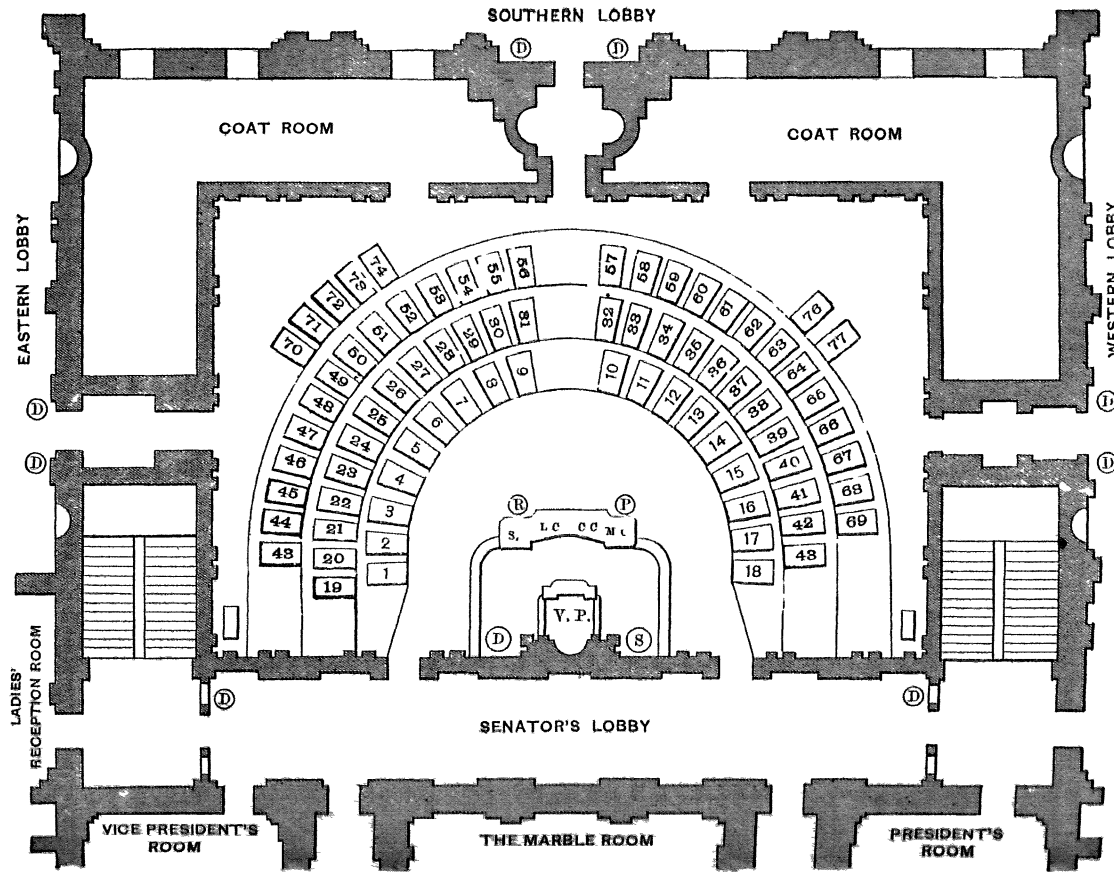 SOUTHERN LOBBY
D
D
COAT ROOM
COAT ROOM
EASTERN LOBBY
WESTERN LOBBY
70
71
72
73
74
76
77
43
44
45
46
47
48
49
50
51
52
53
54
55
56
57
58
59
60
61
62
63
64
65
66
67
68
69
19
20
21
22
23
24
25
26
27
28
29
30
31
32
33
34
35
36
37
38
39
40
41
42
43
1
2
3
4
5
6
7
8
9
10
11
12
13
14
15
16
17
18
D
D
D
D
R
P
S. L C C C M C
V. P.
D
S
LADIES'
RECEPTION ROOM
D
D
SENATOR'S LOBBY
VICE PRESIDENT'S
ROOM
THE MARBLE ROOM
PRESIDENT'S
ROOM